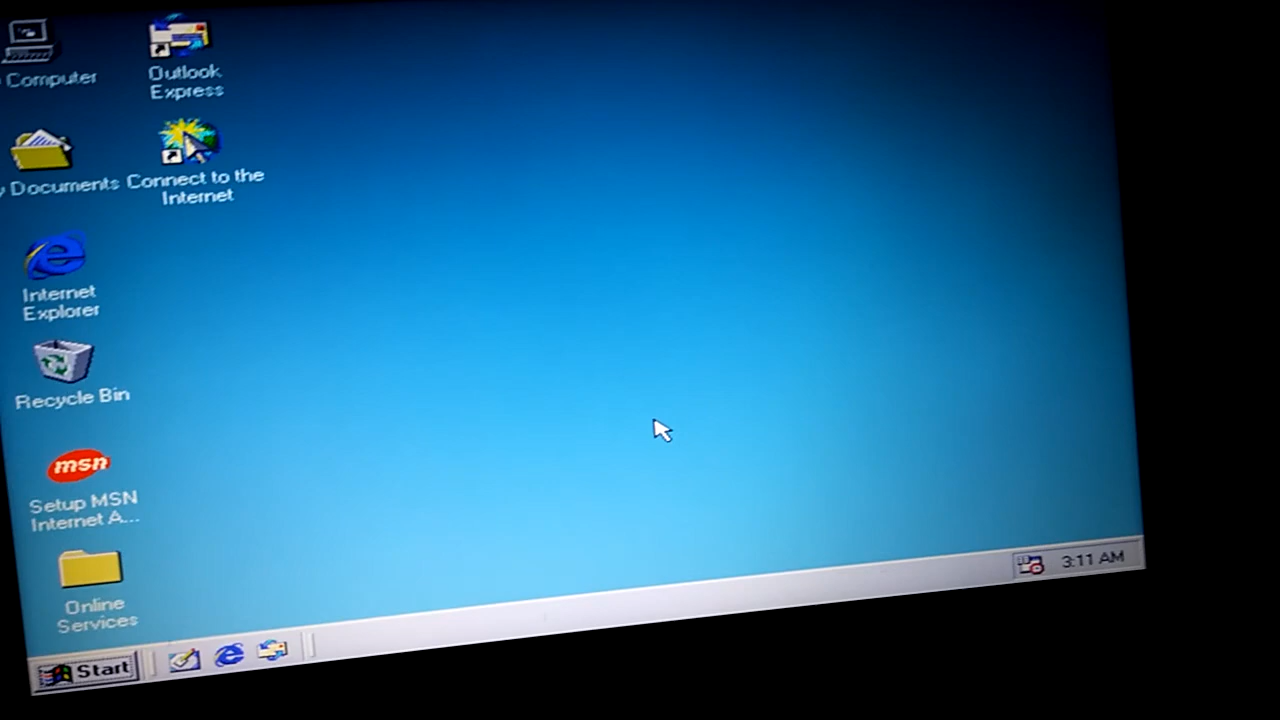 Computer
Outlook
Express
Documents
Connect to the
Internet
Internet
Explorer
Recycle Bin
msn
Setup MSN
Internet A...
Online
Services
Start
3:11 AM